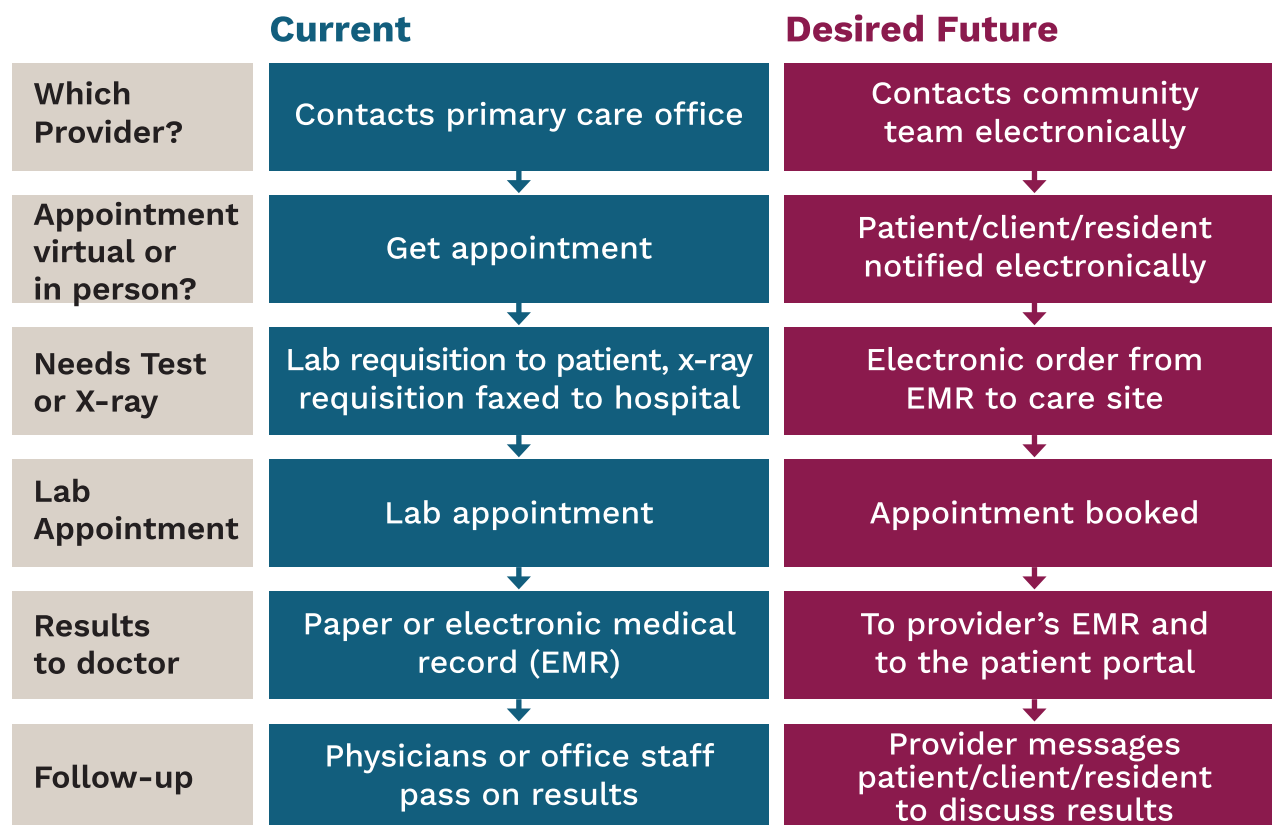 Current
Desired Future
Which
Provider?
Contacts primary care office
Contacts community
team electronically
Appointment
virtual or
in person?
Get appointment
Patient/client/resident
notified electronically
Needs Test
or X-ray
Lab requisition to patient, x-ray
requisition faxed to hospital
Electronic order from
EMR to care site
Lab
Appointment
Lab appointment
Appointment booked
Results
to doctor
Paper or electronic medical
record (EMR)
To provider’s EMR and
to the patient portal
Follow-up
Physicians or office staff
pass on results
Provider messages
patient/client/resident
to discuss results